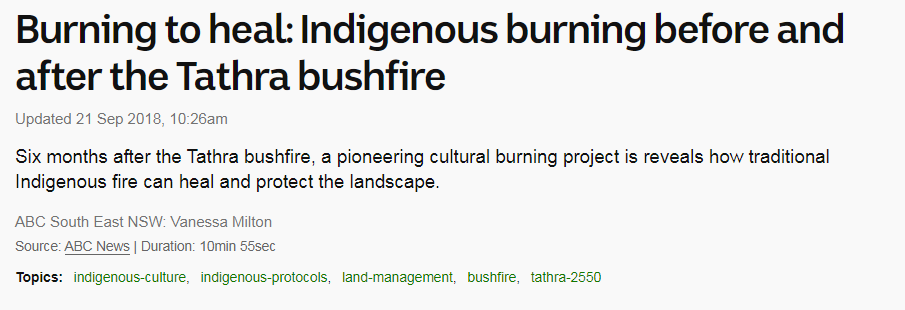 Burning to heal: Indigenous burning before and
after the Tathra bushfire
Updated 21 Sep 2018, 10:26am
Six months after the Tathra bushfire, a pioneering cultural burning project is reveals how traditional
Indigenous fire can heal and protect the landscape.
ABC South East NSW: Vanessa Milton
Source: ABC News | Duration: 10min 55sec
Topics: indigenous-culture, indigenous-protocols, land-management, bushfire, tathra-2550